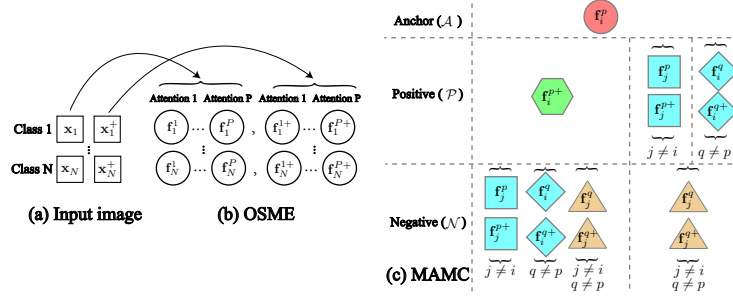 Anchor (𝒜)
f_i^p
Attention 1 Attention P Attention 1 Attention P
Class 1 x_1 x_1^+ f_1^1 ... f_1^P , f_1^{1+} ... f_1^{P+}
Class N x_N x_N^+ f_N^1 ... f_N^P , f_N^{1+} ... f_N^{P+}
(a) Input image (b) OSME
Positive (𝒫)
f_i^{p+}
f_j^p f_i^q
f_j^{p+} f_i^{q+}
j ≠ i q ≠ p
Negative (𝒩)
f_j^p f_i^q f_j^q f_j^q
f_j^{p+} f_i^{q+} f_j^{q+} f_j^{q+}
j ≠ i q ≠ p j ≠ i j ≠ i
q ≠ p q ≠ p
(c) MAMC